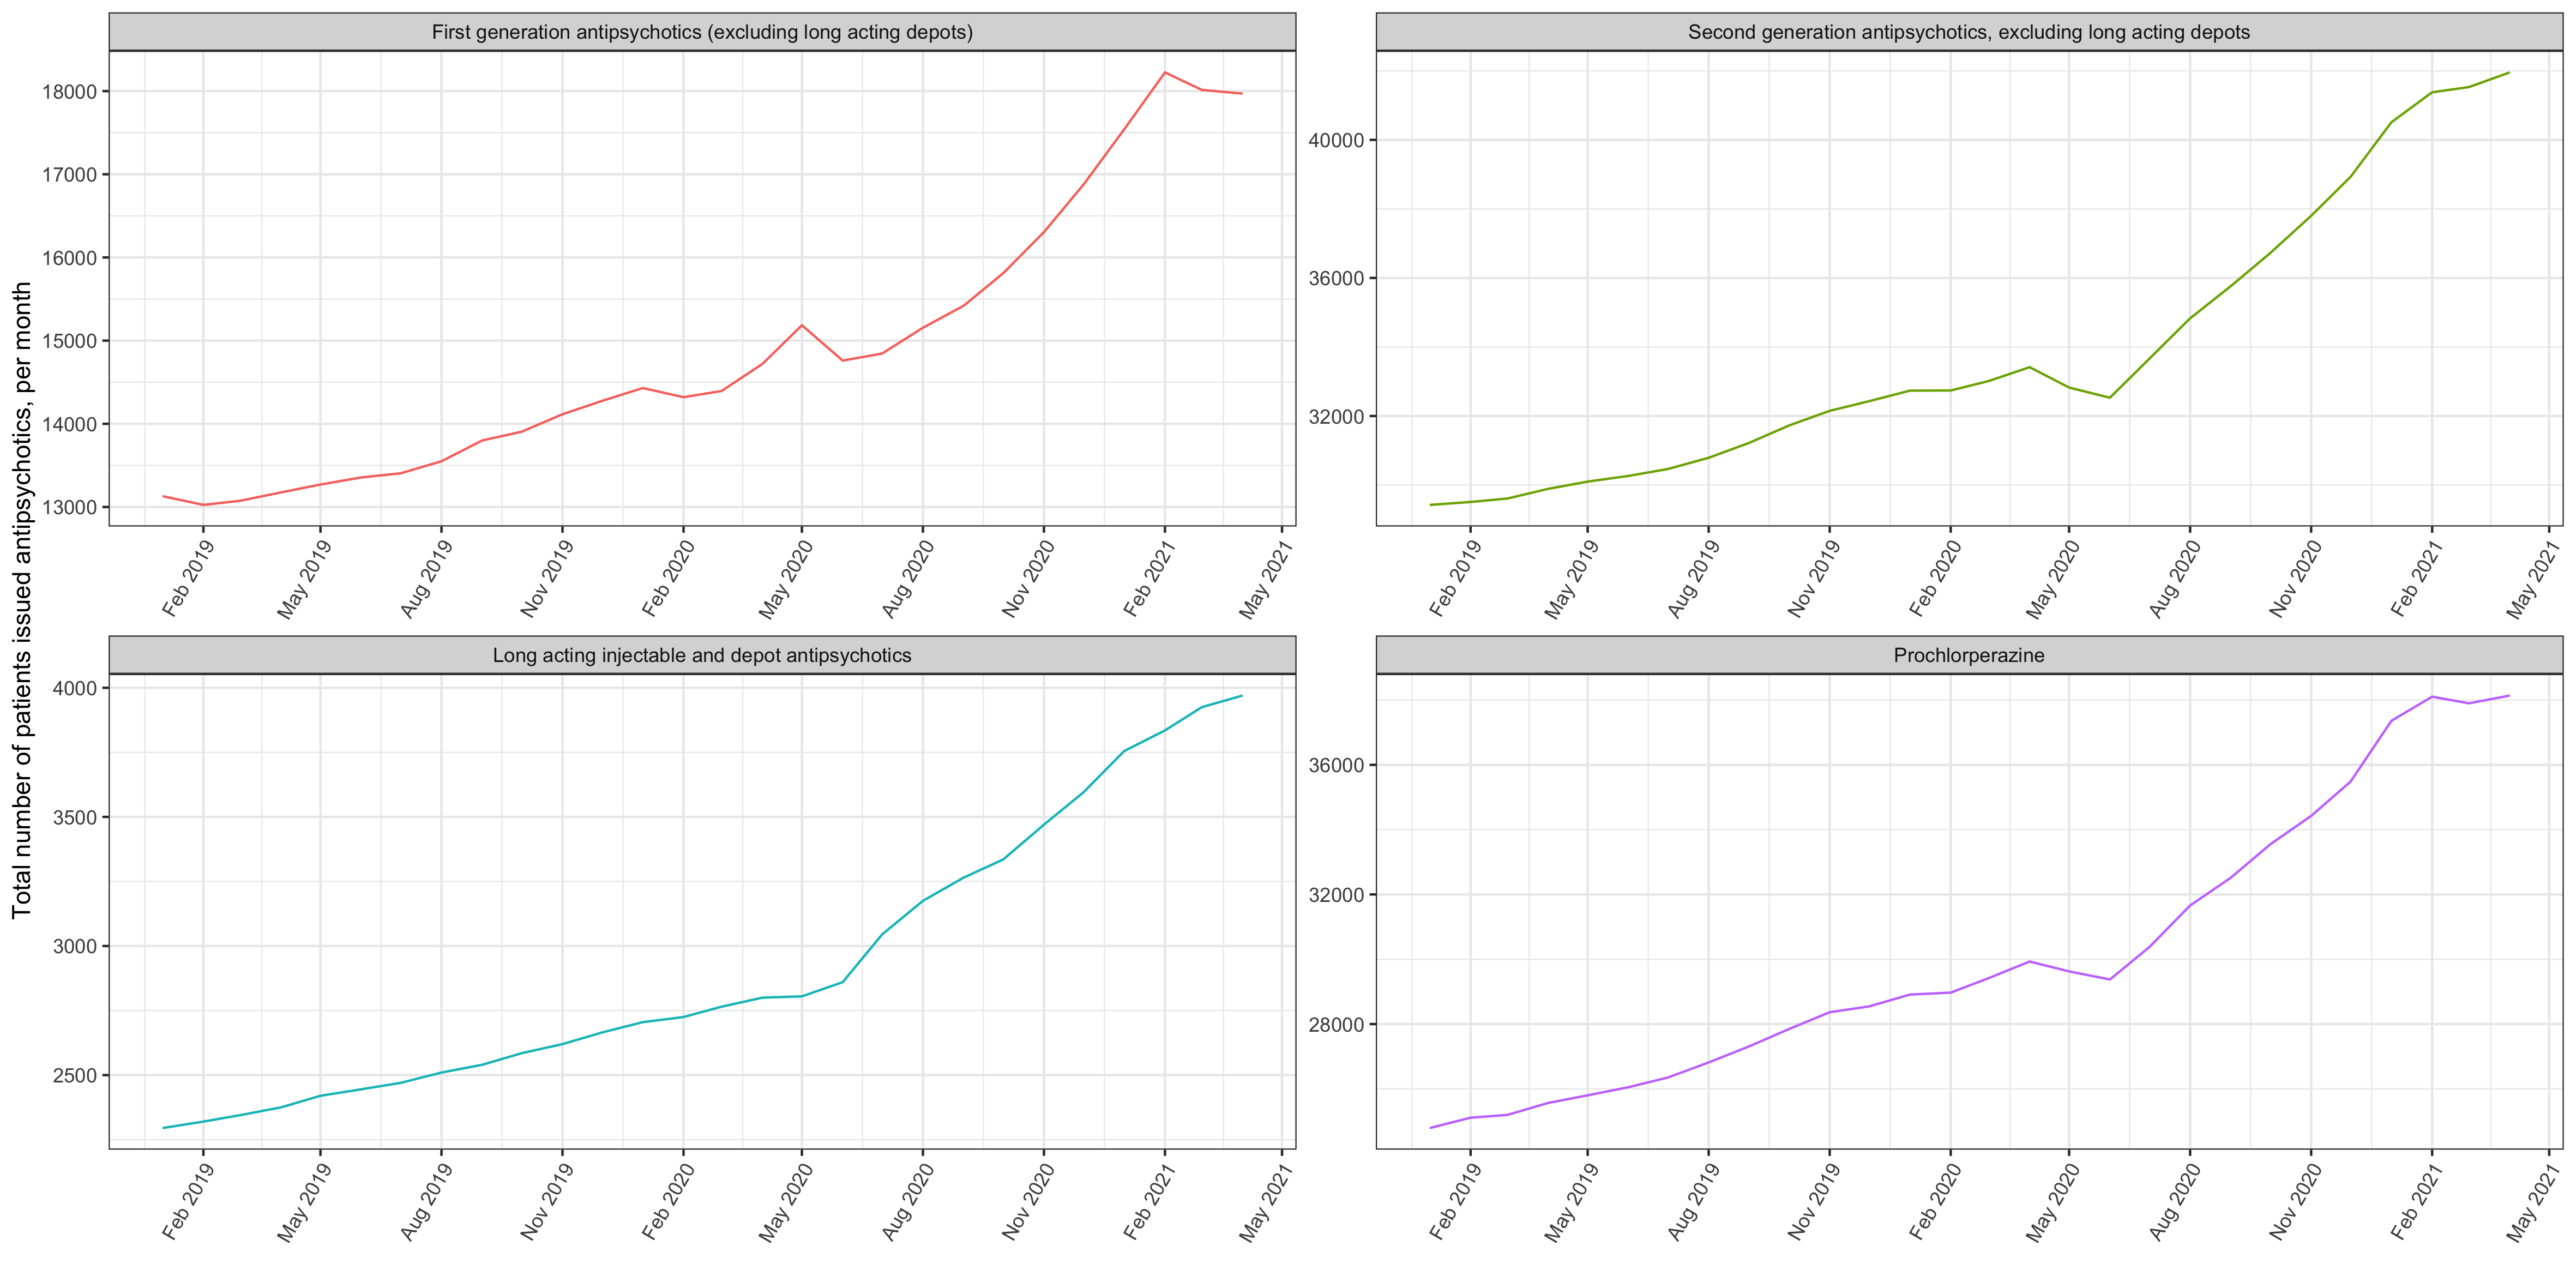 Total number of patients issued antipsychotics, per month
First generation antipsychotics (excluding long acting depots)
18000
17000
16000
15000
14000
13000
Feb 2019
May 2019
Aug 2019
Nov 2019
Feb 2020
May 2020
Aug 2020
Nov 2020
Feb 2021
May 2021
Second generation antipsychotics, excluding long acting depots
40000
36000
32000
Feb 2019
May 2019
Aug 2019
Nov 2019
Feb 2020
May 2020
Aug 2020
Nov 2020
Feb 2021
May 2021
Long acting injectable and depot antipsychotics
4000
3500
3000
2500
Feb 2019
May 2019
Aug 2019
Nov 2019
Feb 2020
May 2020
Aug 2020
Nov 2020
Feb 2021
May 2021
Prochlorperazine
36000
32000
28000
Feb 2019
May 2019
Aug 2019
Nov 2019
Feb 2020
May 2020
Aug 2020
Nov 2020
Feb 2021
May 2021